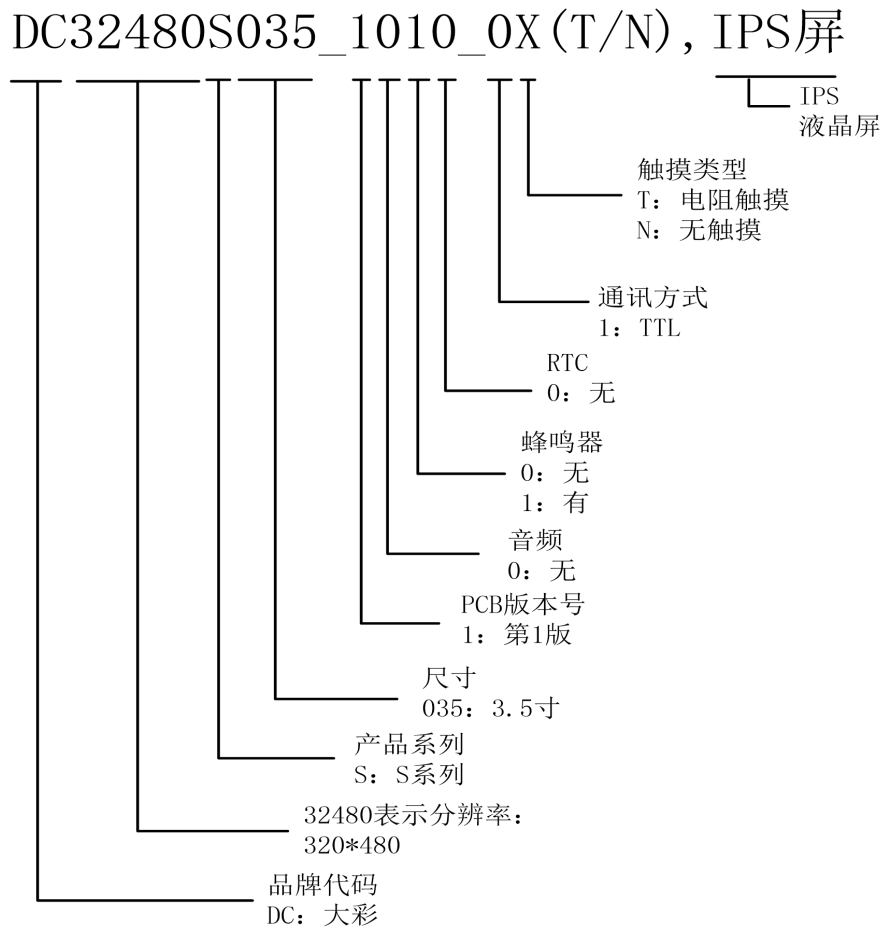 DC32480S035_1010_0X(T/N),IPS屏
IPS
液晶屏
触摸类型
T：电阻触摸
N：无触摸
通讯方式
1：TTL
RTC
0：无
蜂鸣器
0：无
1：有
音频
0：无
PCB版本号
1：第1版
尺寸
035：3.5寸
产品系列
S：S系列
32480表示分辨率：
320*480
品牌代码
DC：大彩